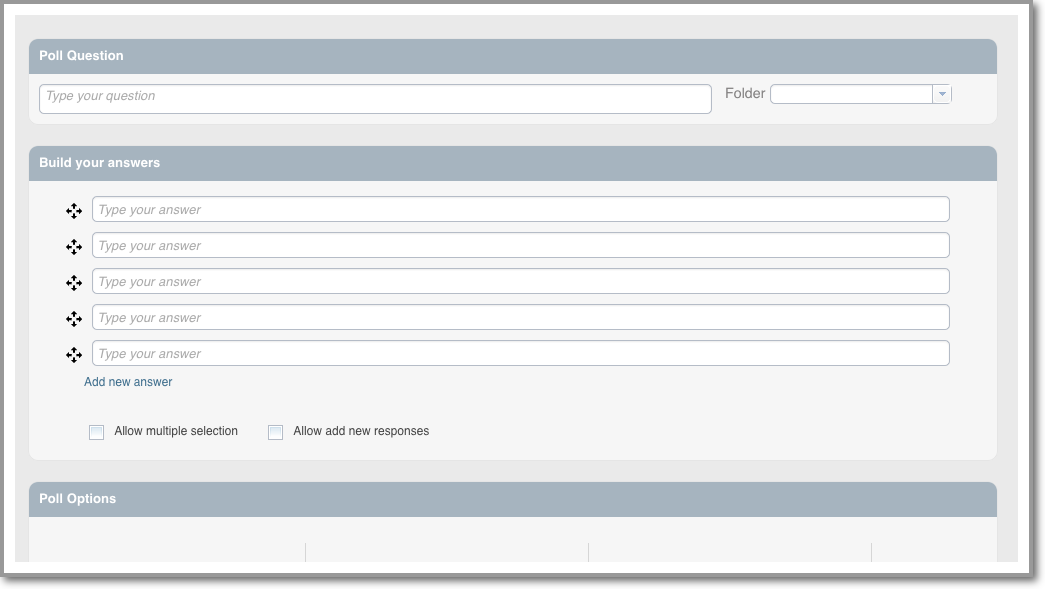 Poll Question
Type your question
Folder
Build your answers
Type your answer
Type your answer
Type your answer
Type your answer
Type your answer
Add new answer
Allow multiple selection Allow add new responses
Poll Options